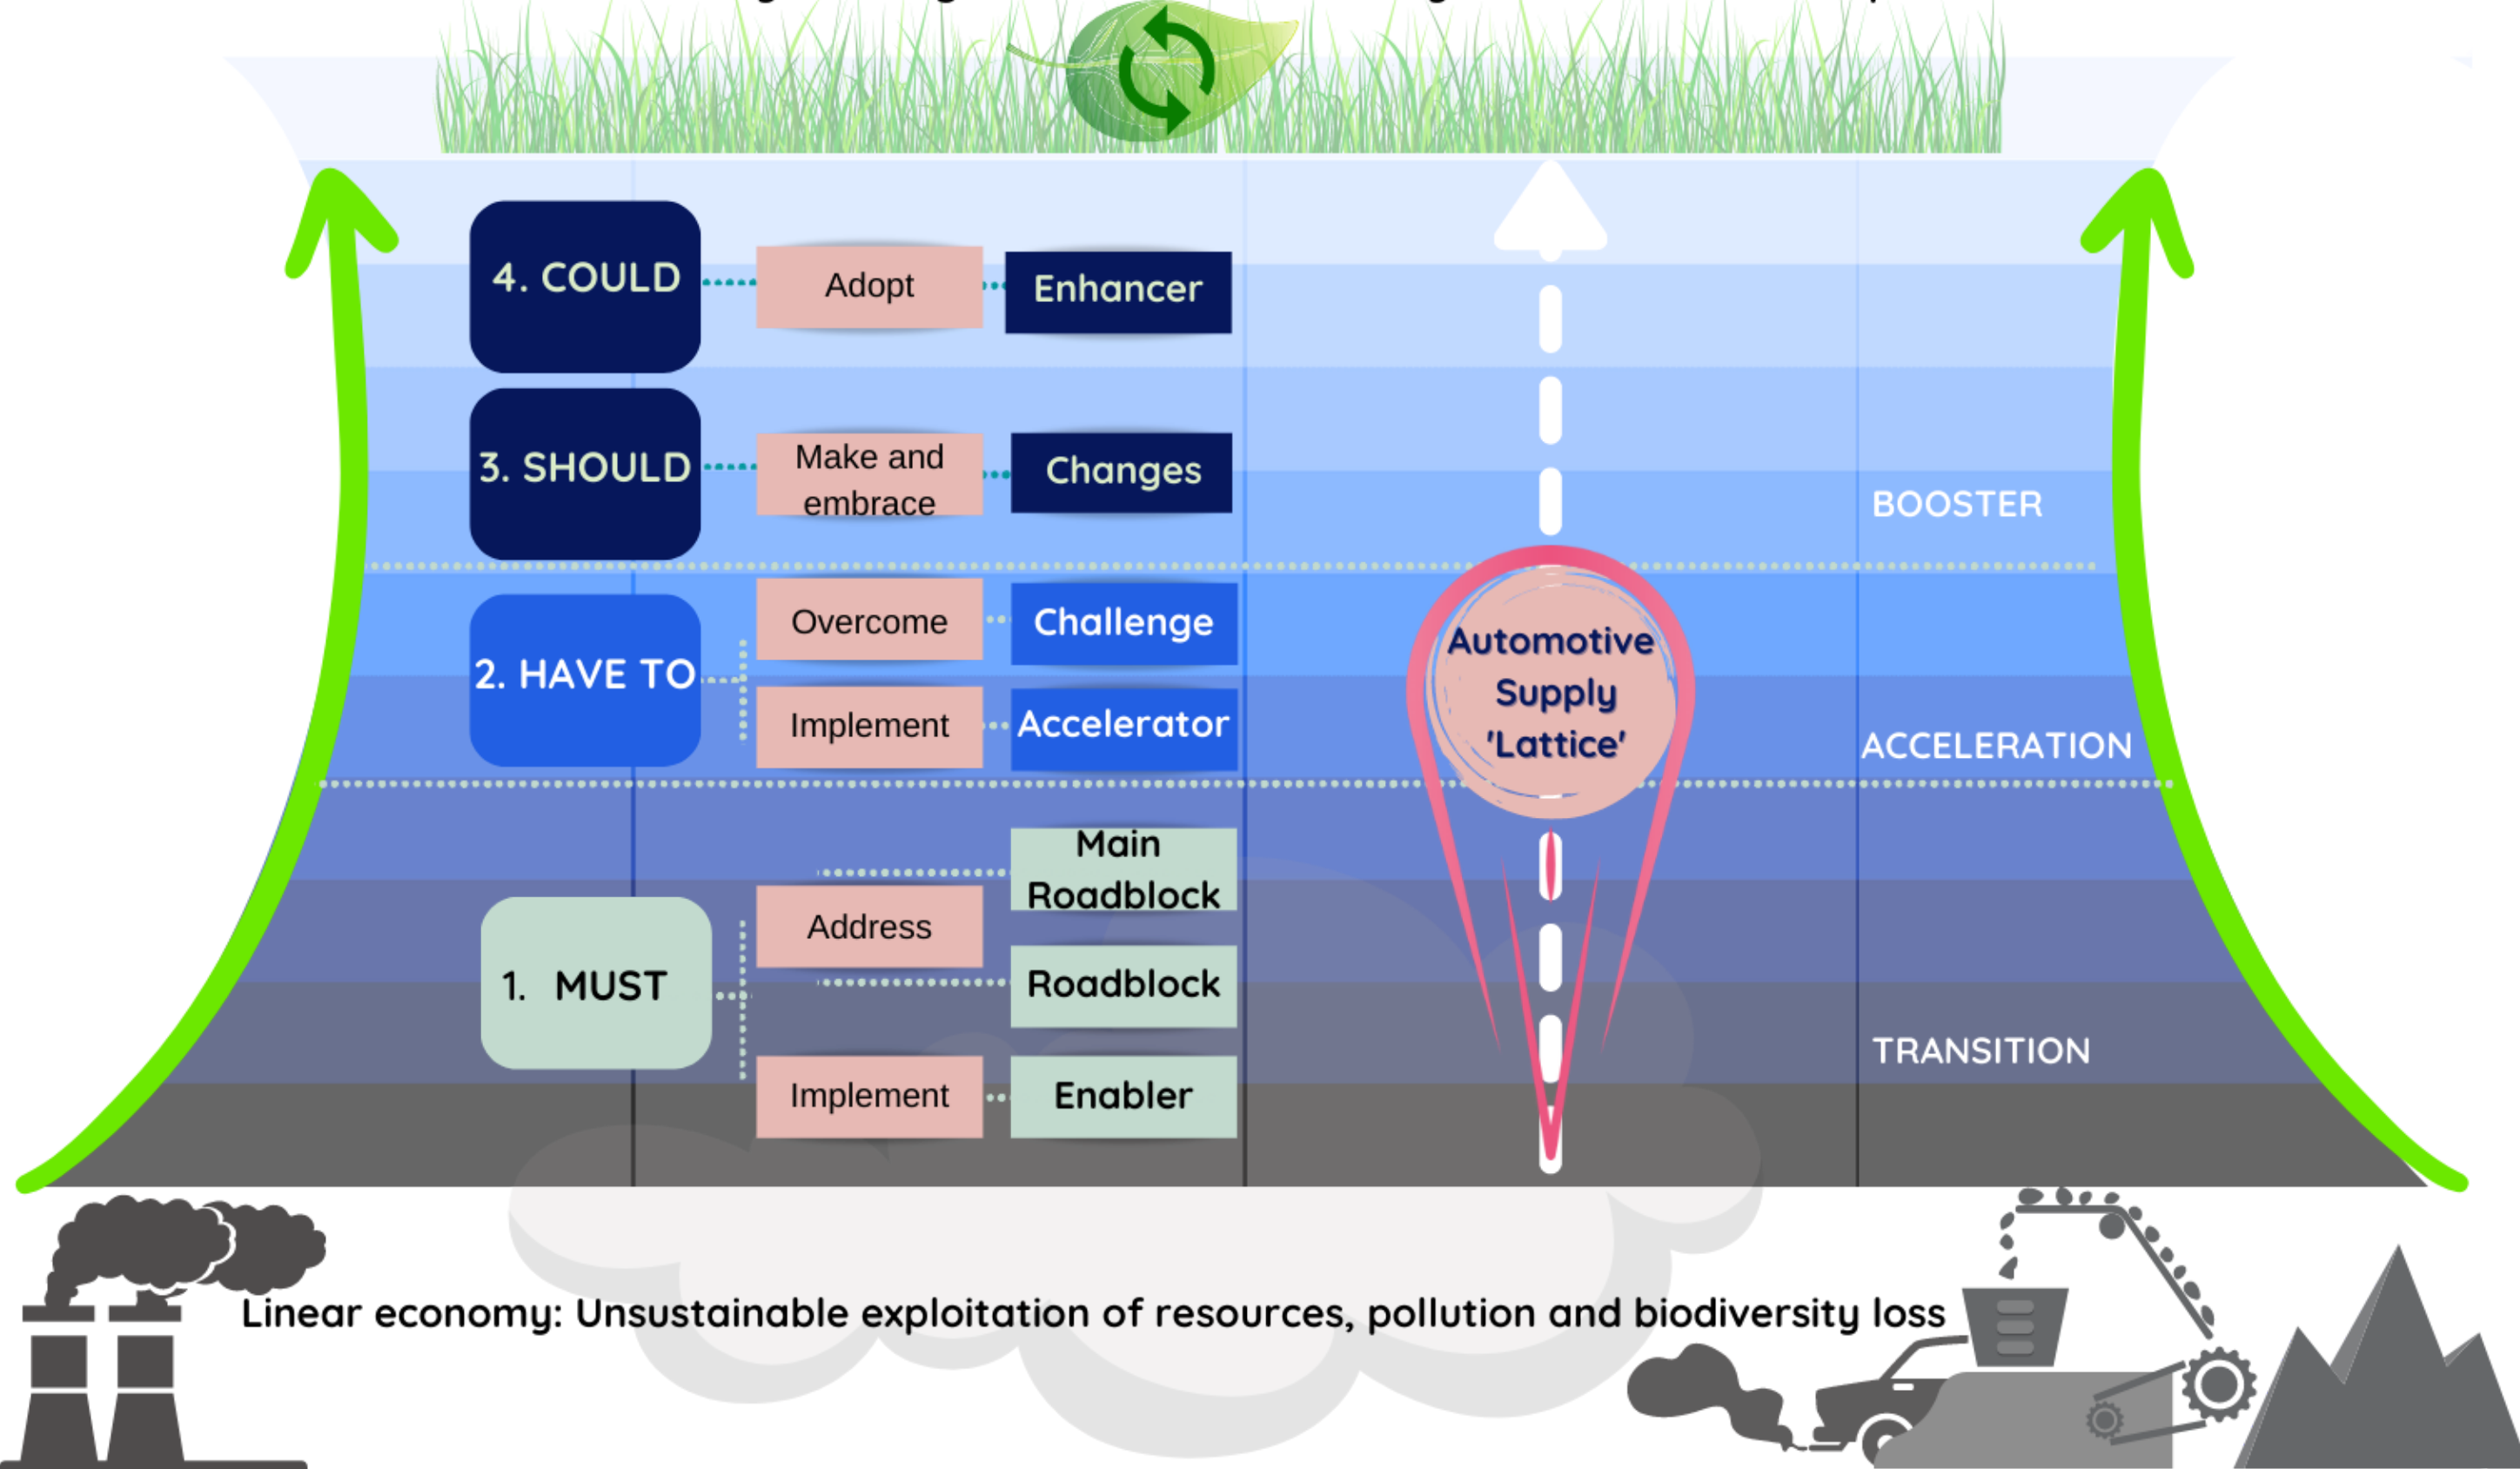 4. COULD
Adopt
Enhancer
3. SHOULD
Make and
embrace
Changes
BOOSTER
2. HAVE TO
Overcome
Challenge
Implement
Accelerator
Automotive
Supply
'Lattice'
ACCELERATION
1. MUST
Address
Main
Roadblock
Roadblock
Implement
Enabler
TRANSITION
Linear economy: Unsustainable exploitation of resources, pollution and biodiversity loss